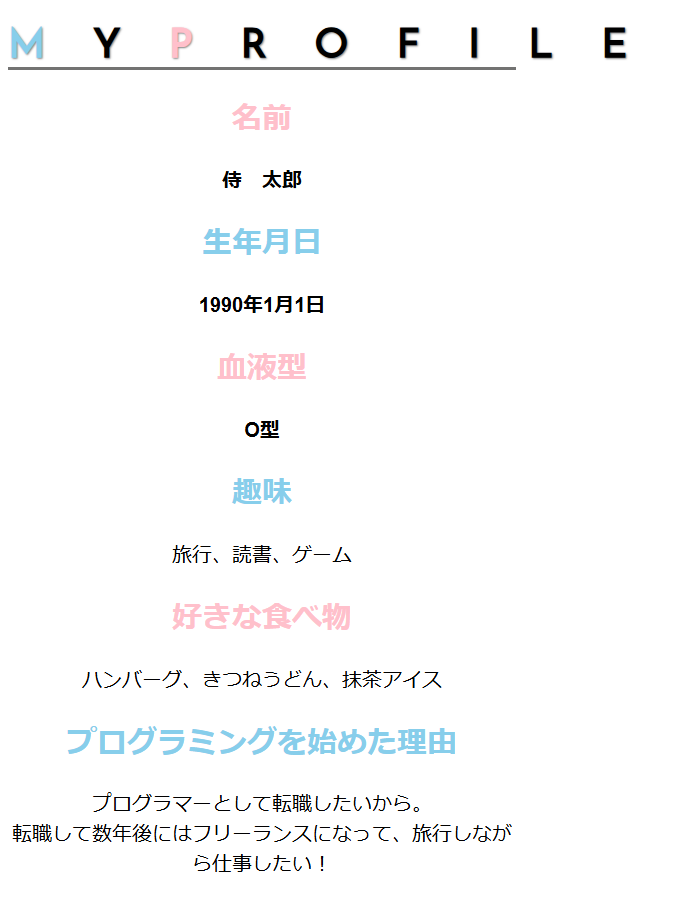 MY PROFILE
名前
侍　太郎
生年月日
1990年1月1日
血液型
O型
趣味
旅行、読書、ゲーム
好きな食べ物
ハンバーグ、きつねうどん、抹茶アイス
プログラミングを始めた理由
プログラマーとして転職したいから。
転職して数年後にはフリーランスになって、旅行しなが
ら仕事したい！